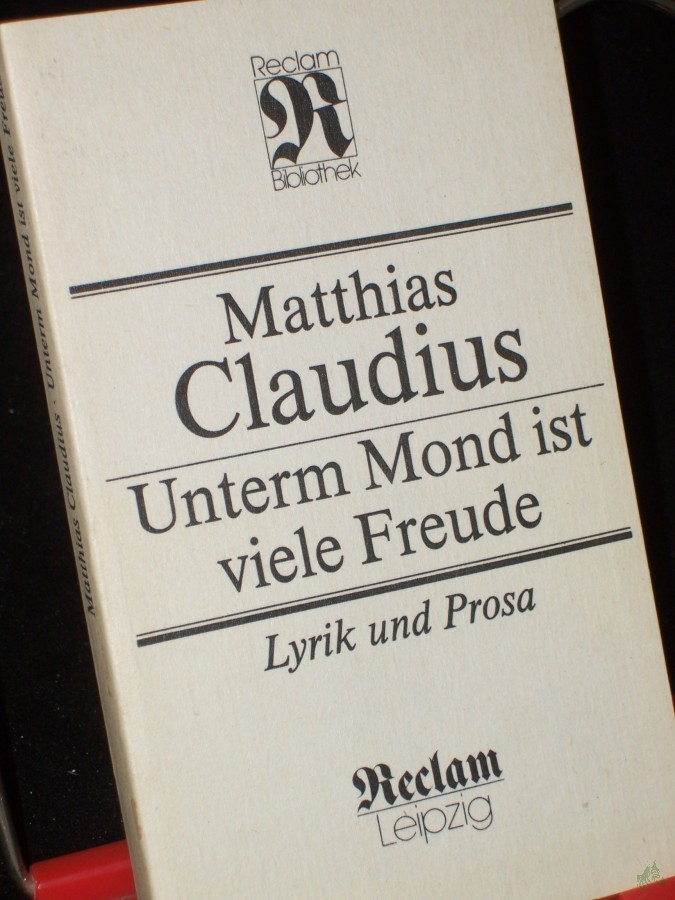 Reclam
R
Bibliothek
Matthias
Claudius
Unterm Mond ist
viele Freude
Lyrik und Prosa
Reclam
Leipzig
Matthias Claudius · Unterm Mond ist viele Freude